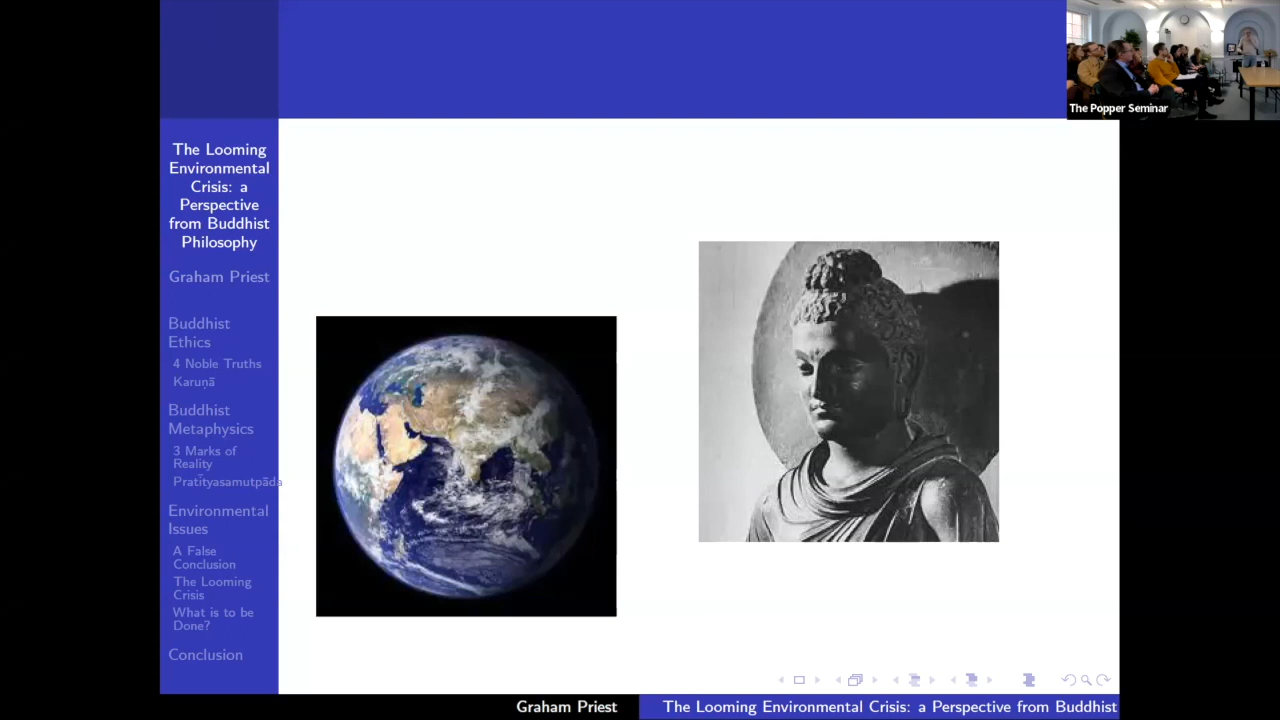 The Popper Seminar
The Looming
Environmental
Crisis: a
Perspective
from Buddhist
Philosophy
Graham Priest
Buddhist
Ethics
4 Noble Truths
Karuṇā
Buddhist
Metaphysics
3 Marks of
Reality
Pratītyasamutpāda
Environmental
Issues
A False
Conclusion
The Looming
Crisis
What is to be
Done?
Conclusion
Graham Priest
The Looming Environmental Crisis: a Perspective from Buddhist